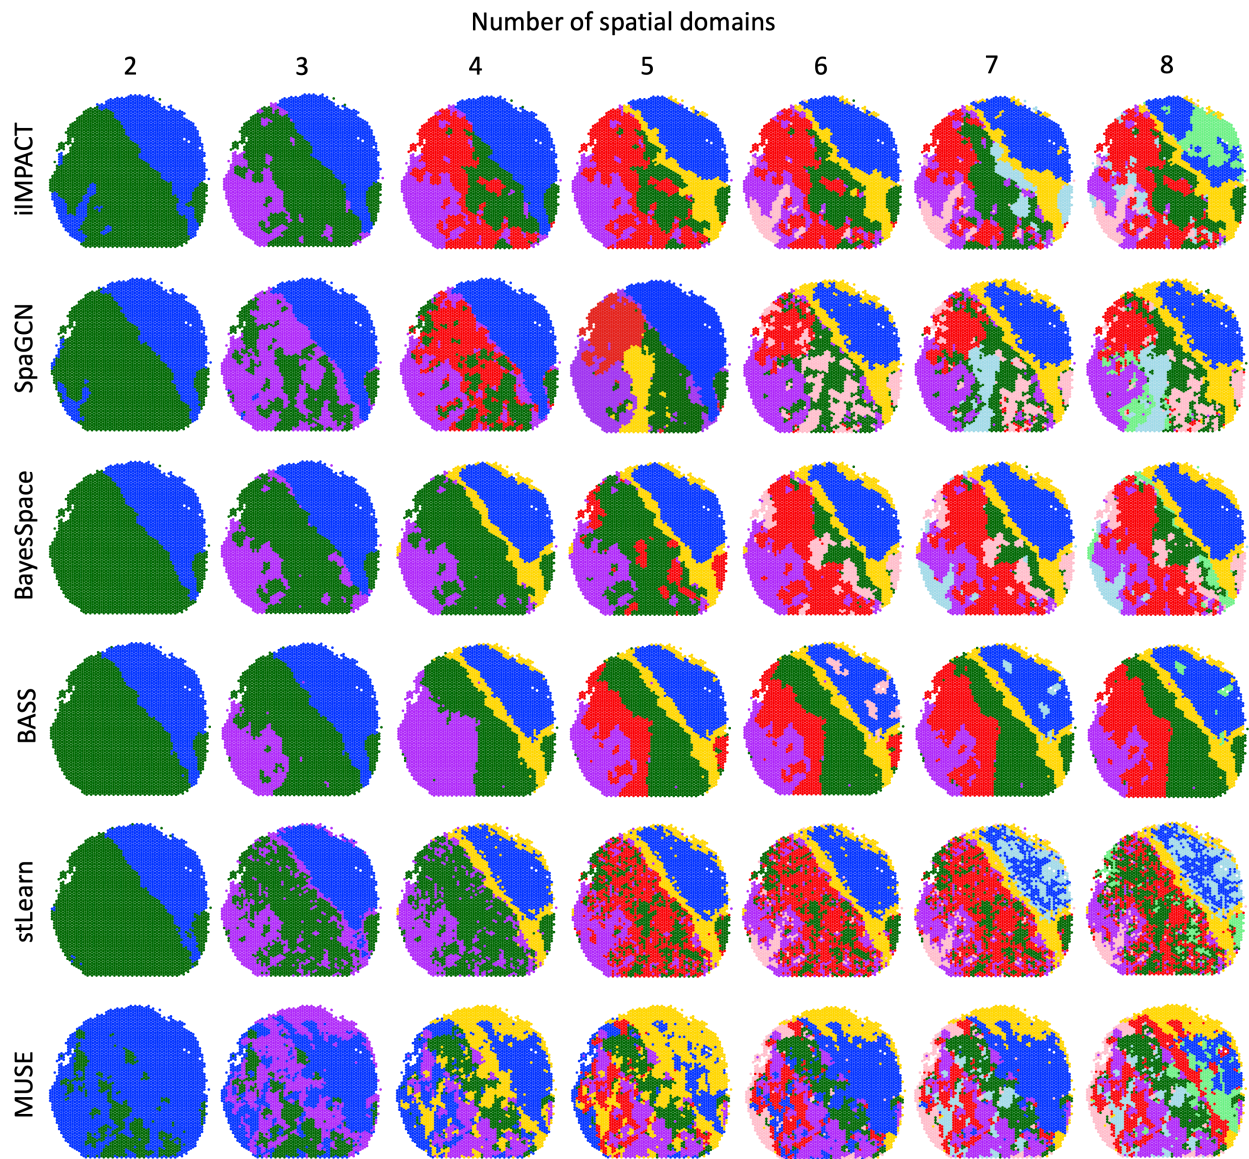 Number of spatial domains
2 3 4 5 6 7 8
iIMPACT
SpaGCN
BayesSpace
BASS
stLearn
MUSE